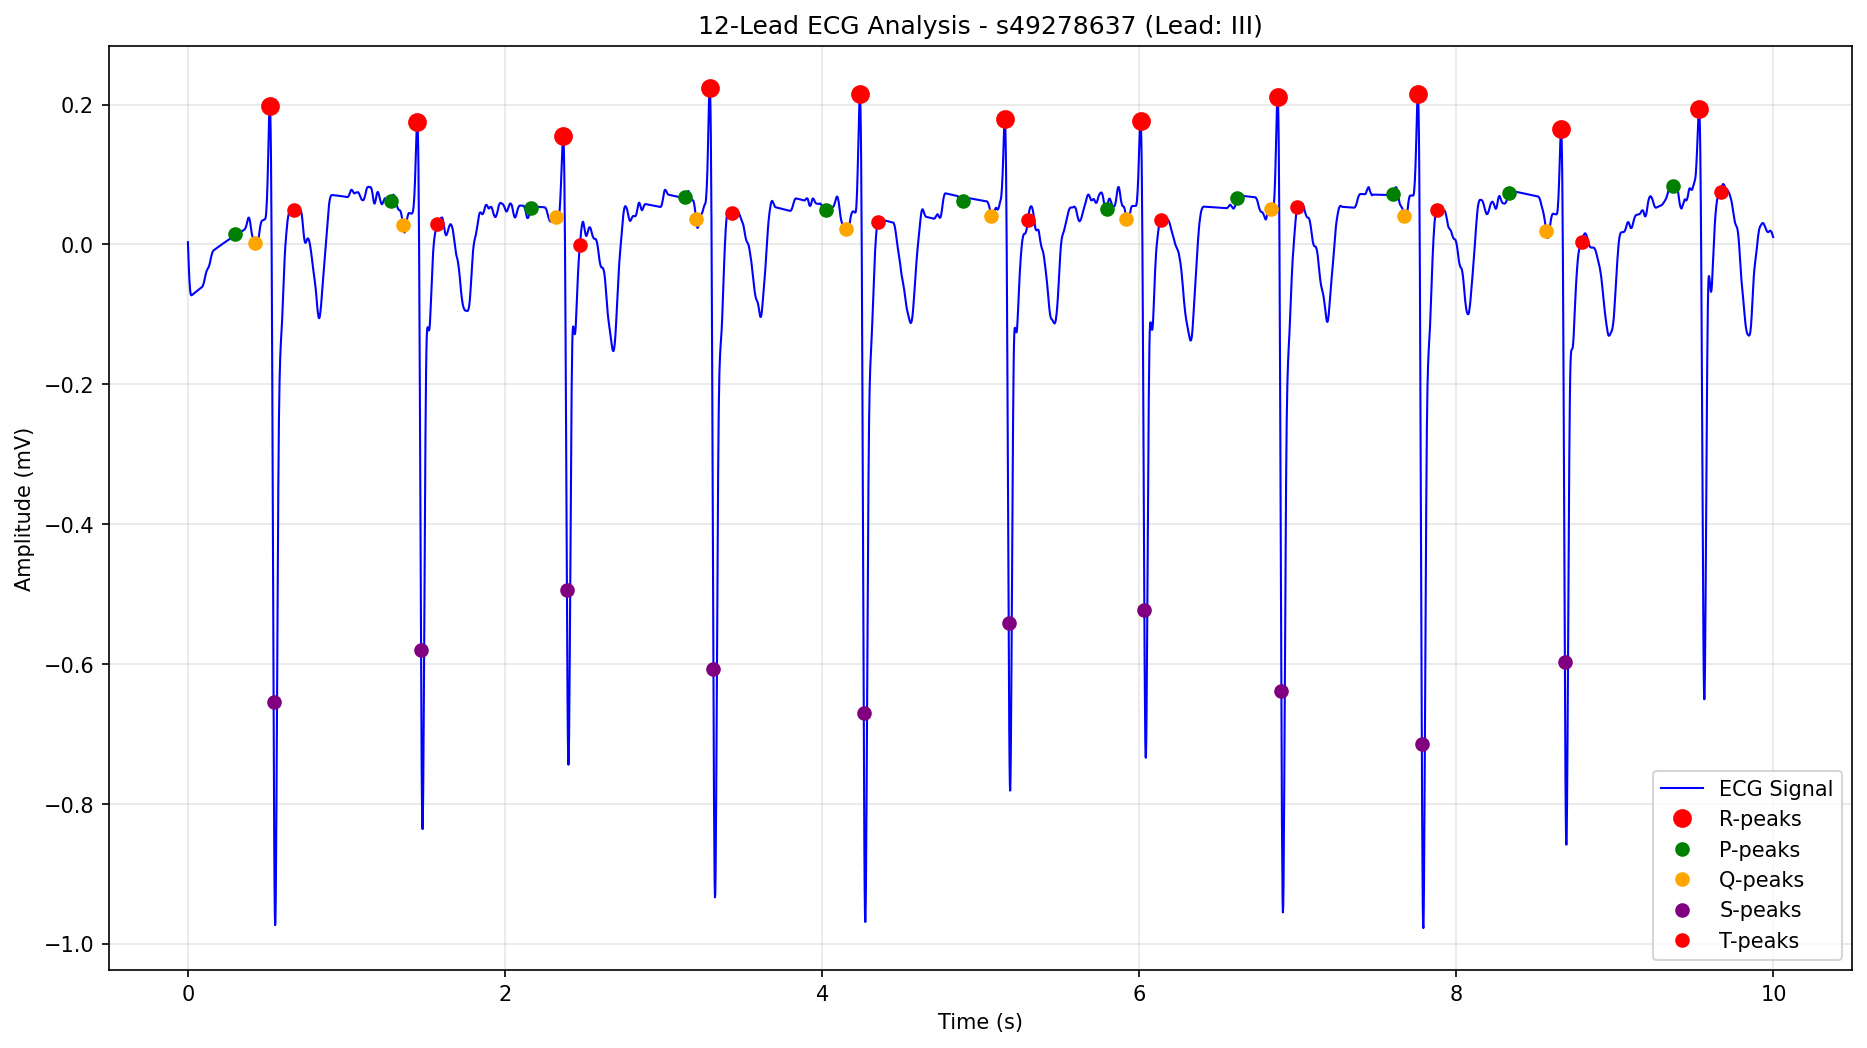 12-Lead ECG Analysis - s49278637 (Lead: III)
Amplitude (mV)
0.2
0.0
−0.2
−0.4
−0.6
−0.8
−1.0
ECG Signal
R-peaks
P-peaks
Q-peaks
S-peaks
T-peaks
0 2 4 6 8 10
Time (s)